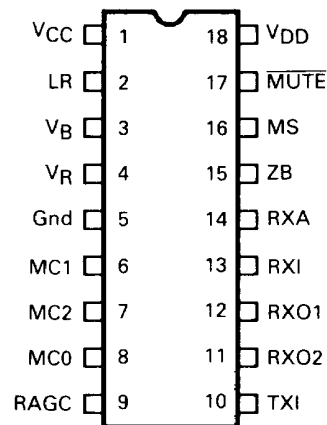 VCC 1 18 VDD
LR 2 17 MUTE
VB 3 16 MS
VR 4 15 ZB
Gnd 5 14 RXA
MC1 6 13 RXI
MC2 7 12 RXO1
MC0 8 11 RXO2
RAGC 9 10 TXI